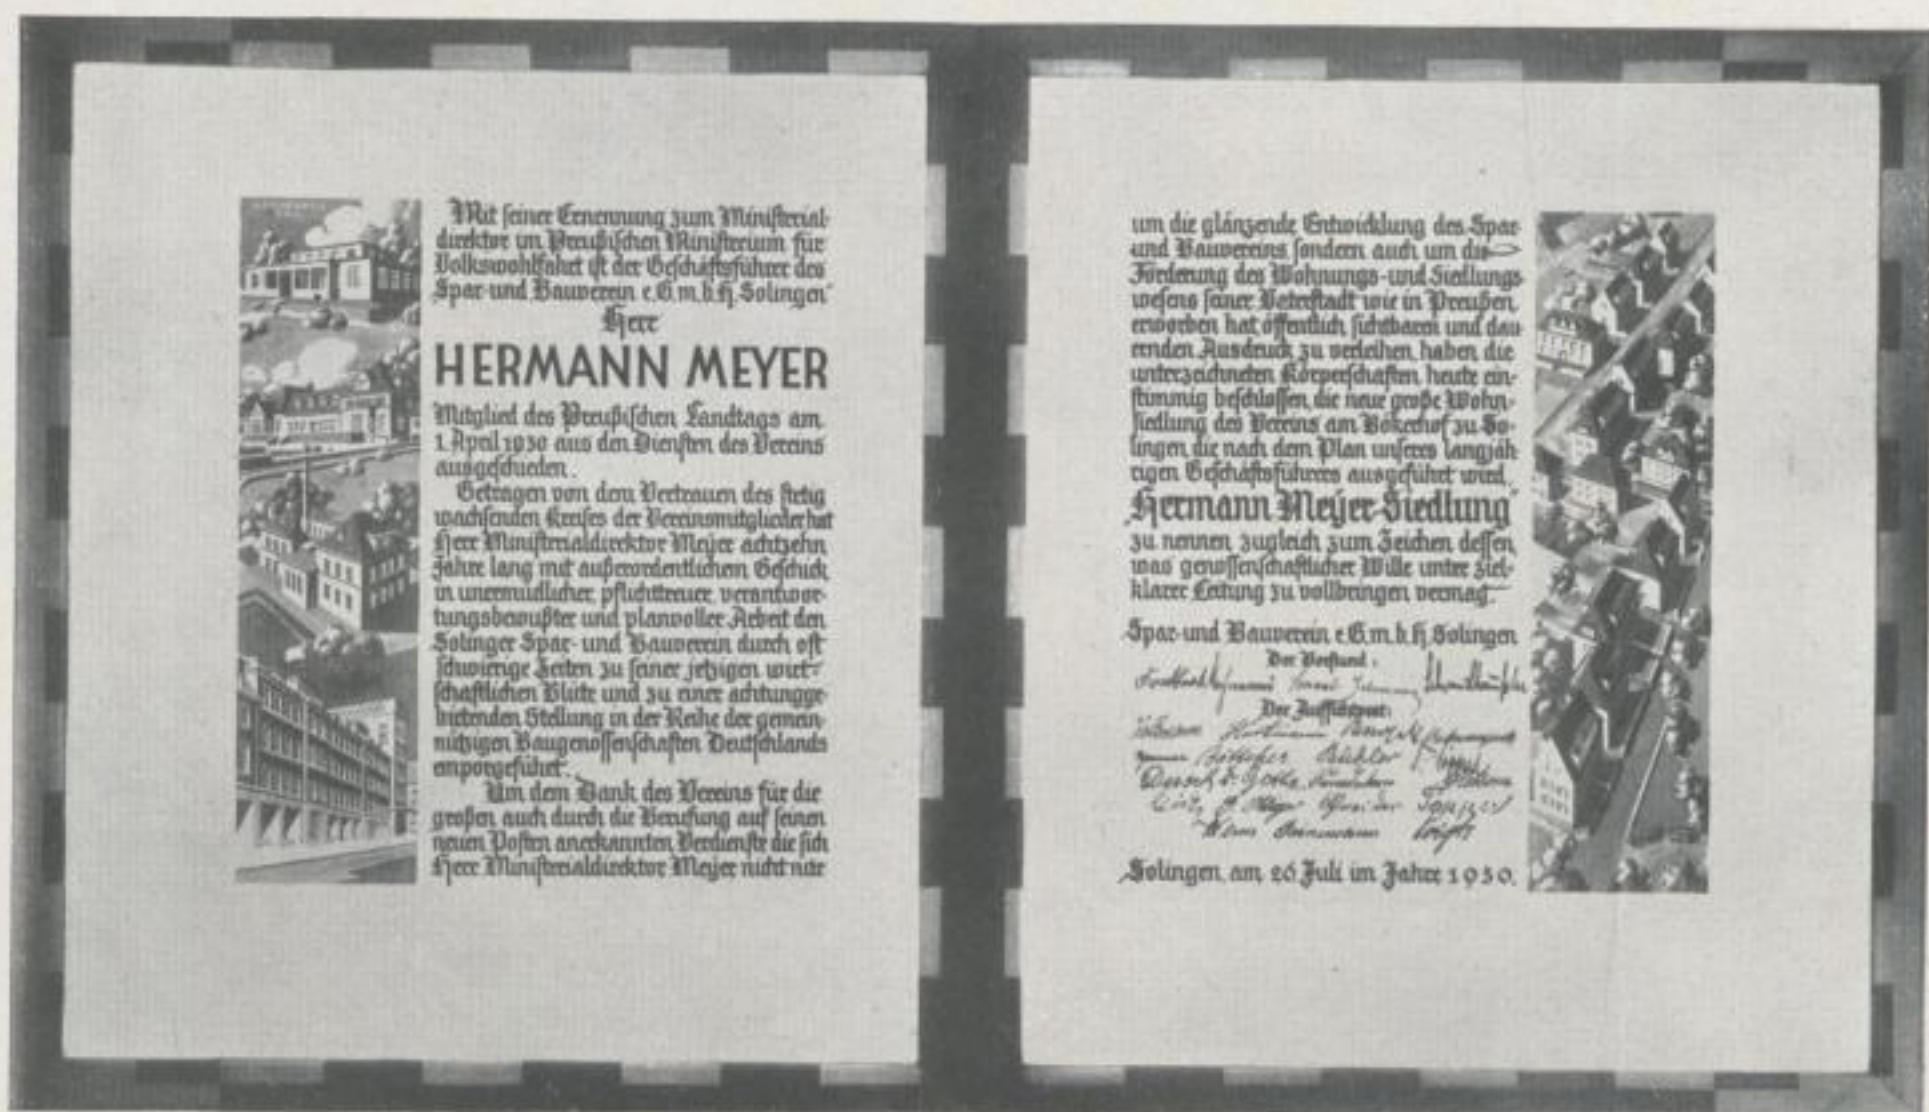 Mit seiner Ernennung zum Ministerial-
direktor im Preußischen Ministerium für
Volkswohlfahrt ist der Geschäftsführer des
„Spar- und Bauverein e.G.m.b.H. Solingen“
Herr
HERMANN MEYER
Mitglied des Preußischen Landtags am
1. April 1930 aus den Diensten des Vereins
ausgeschieden.
Getragen von dem Vertrauen des stetig
wachsenden Kreises der Vereinsmitglieder hat
Herr Ministerialdirektor Meyer achtzehn
Jahre lang mit außerordentlichem Geschick
in unermüdlicher, pflichttreuer, verantwor-
tungsbewußter und planvoller Arbeit den
Solinger Spar- und Bauverein durch oft
schwierige Zeiten zu seiner jetzigen wirt-
schaftlichen Blüte und zu einer achtungge-
bietenden Stellung in der Reihe der gemein-
nützigen Baugenossenschaften Deutschlands
emporgeführt.
Um dem Dank des Vereins für die
großen auch durch die Berufung auf seinen
neuen Posten anerkannten Verdienste die sich
Herr Ministerialdirektor Meyer nicht nur
um die glänzende Entwicklung des Spar-
und Bauvereins sondern auch um die
Förderung des Wohnungs- und Siedlungs-
wesens seiner Vaterstadt wie in Preußen,
erworben hat öffentlich sichtbaren und dau-
ernden Ausdruck zu verleihen, haben die
unterzeichneten Körperschaften heute ein-
stimmig beschlossen, die neue große Wohn-
siedlung des Vereins am Bökerhof zu So-
lingen, die nach dem Plan unseres langjäh-
rigen Geschäftsführers ausgeführt wird,
„Hermann Meyer-Siedlung“
zu nennen, zugleich zum Zeichen dessen,
was genossenschaftlicher Wille unter ziel-
klarer Leitung zu vollbringen vermag.
Spar- und Bauverein e.G.m.b.H. Solingen
Der Vorstand:
Der Aufsichtsrat:
Solingen, am 26 Juli im Jahre 1930.